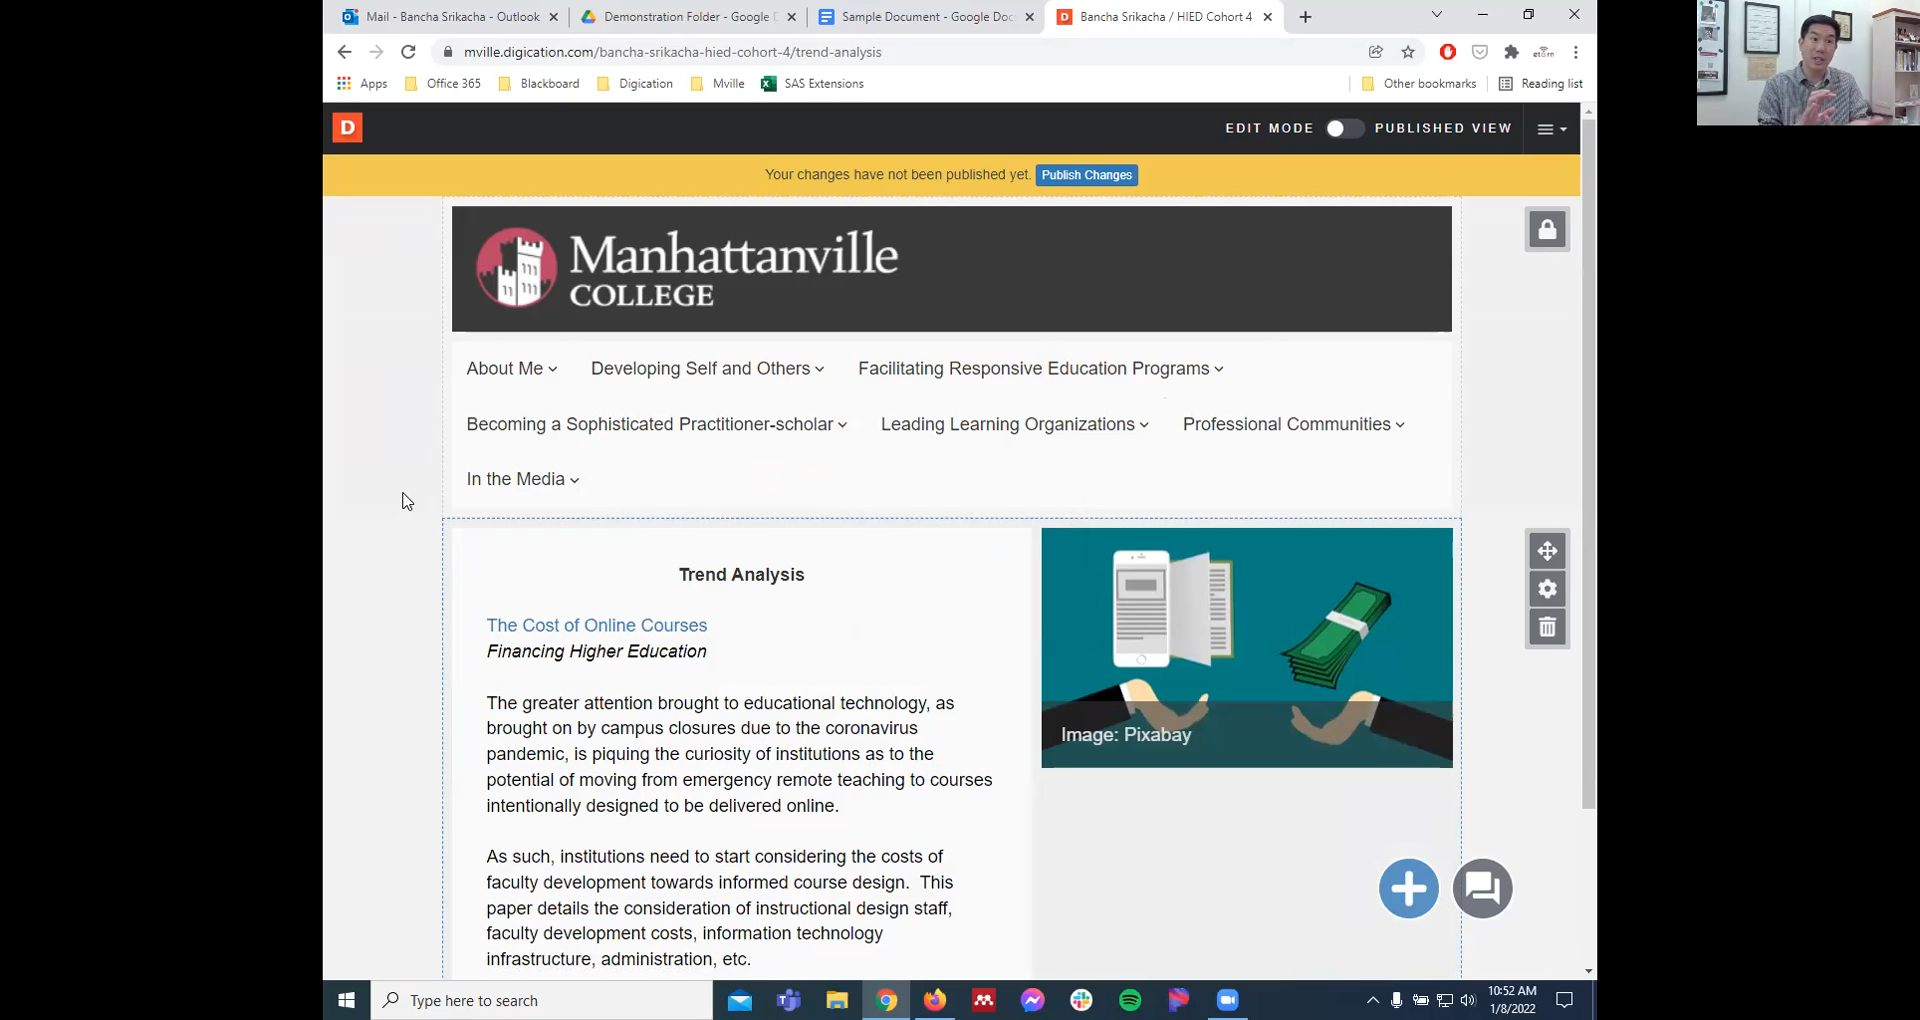 Mail - Bancha Srikacha - Outlook
Demonstration Folder - Google D
Sample Document - Google Docs
Bancha Srikacha / HIED Cohort 4
mville.digication.com/bancha-srikacha-hied-cohort-4/trend-analysis
Apps
Office 365
Blackboard
Digication
Mville
SAS Extensions
Other bookmarks
Reading list
D
EDIT MODE
PUBLISHED VIEW
Your changes have not been published yet. Publish Changes
Manhattanville
COLLEGE
About Me
Developing Self and Others
Facilitating Responsive Education Programs
Becoming a Sophisticated Practitioner-scholar
Leading Learning Organizations
Professional Communities
In the Media
Trend Analysis
The Cost of Online Courses
Financing Higher Education
The greater attention brought to educational technology, as
brought on by campus closures due to the coronavirus
pandemic, is piquing the curiosity of institutions as to the
potential of moving from emergency remote teaching to courses
intentionally designed to be delivered online.
As such, institutions need to start considering the costs of
faculty development towards informed course design.  This
paper details the consideration of instructional design staff,
faculty development costs, information technology
infrastructure, administration, etc.
Image: Pixabay
Type here to search
10:52 AM
1/8/2022